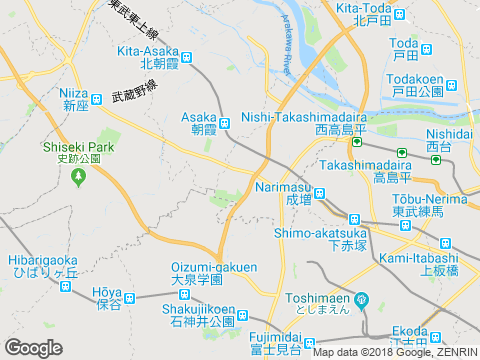 東武東上線
Kita-Toda
北戸田
Arakawa River
Kita-Asaka
北朝霞
Toda
戸田
Todakoen
戸田公園
Niiza
新座
武蔵野線
Asaka
朝霞
Nishi-Takashimadaira
西高島平
Nishidai
西台
Shiseki Park
史跡公園
Takashimadaira
高島平
Narimasu
成増
Tōbu-Nerima
東武練馬
Shimo-akatsuka
下赤塚
Kami-Itabashi
上板橋
Hibarigaoka
ひばりヶ丘
Oizumi-gakuen
大泉学園
Hōya
保谷
Toshimaen
としまえん
Shakujiikoen
石神井公園
Fujimidai
富士見台
Ekoda
江古田
Google
Map data ©2018 Google, ZENRIN